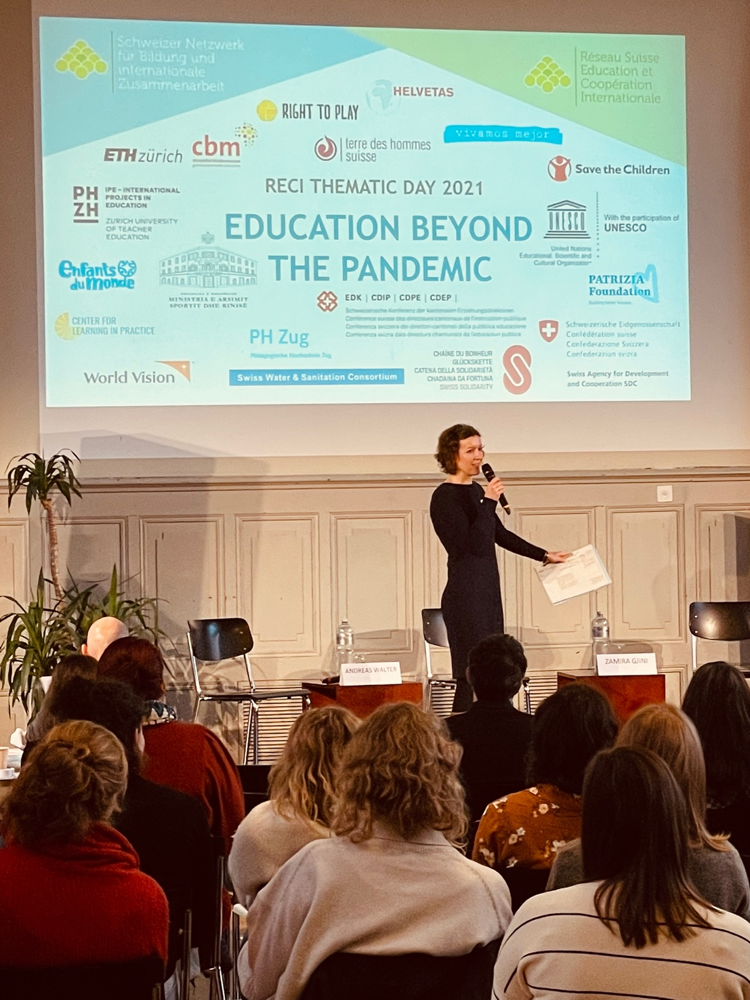 Schweizer Netzwerk
für Bildung und
internationale
Zusammenarbeit
Réseau Suisse
Education et
Coopération
Internationale
HELVETAS
RIGHT TO PLAY
vivamos mejor
ETH zürich
cbm
terre des hommes
suisse
Save the Children
RECI THEMATIC DAY 2021
PH
ZH
IPE – INTERNATIONAL
PROJECTS IN
EDUCATION
ZURICH UNIVERSITY
OF TEACHER
EDUCATION
EDUCATION BEYOND
THE PANDEMIC
UNESCO
With the participation of
UNESCO
United Nations
Educational, Scientific and
Cultural Organization
enfants
du monde
MINISTRIA E ARSIMIT
SPORTIT DHE RINISË
PATRIZIA
Foundation
EDK | CDIP | CDPE | CDEP |
Schweizerische Konferenz der kantonalen Erziehungsdirektoren
Conférence suisse des directeurs cantonaux de l'instruction publique
Conferenza svizzera dei direttori cantonali della pubblica educazione
Conferenza svizra dals directurs chantunals da l'educaziun publica
CENTER FOR
LEARNING IN PRACTICE
PH Zug
Pädagogische Hochschule Zug
Schweizerische Eidgenossenschaft
Confédération suisse
Confederazione Svizzera
Confederaziun svizra
Swiss Agency for Development
and Cooperation SDC
World Vision
Swiss Water & Sanitation Consortium
CHAÎNE DU BONHEUR
GLÜCKSKETTE
CATENA DELLA SOLIDARIETÀ
CHADAINA DA FORTUNA
SWISS SOLIDARITY
ANDREAS WALTER
ZAMIRA GJINI